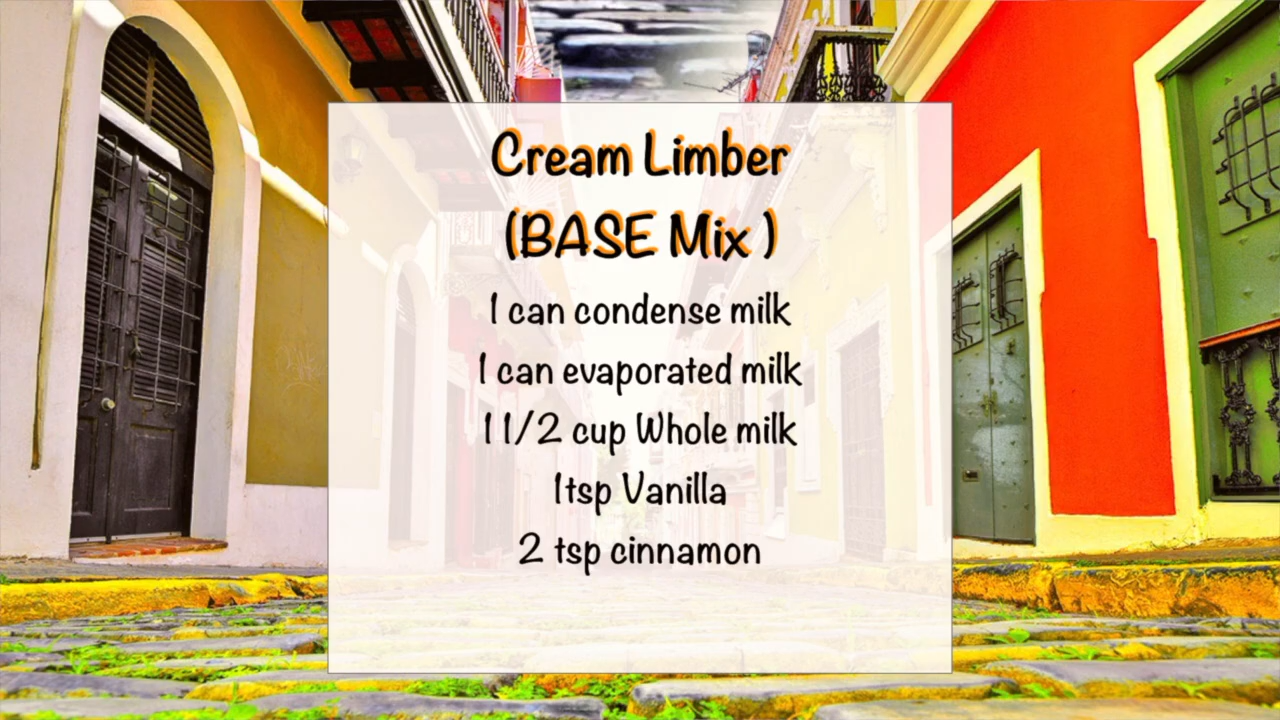 Cream Limber
(BASE Mix )
1 can condense milk
1 can evaporated milk
1 1/2 cup Whole milk
1tsp Vanilla
2 tsp cinnamon